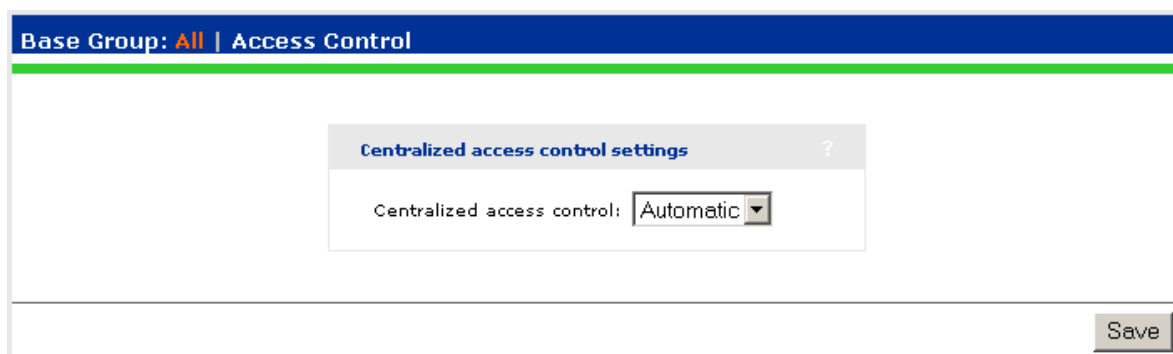 Base Group: All | Access Control
Centralized access control settings ?
Centralized access control: Automatic
Save